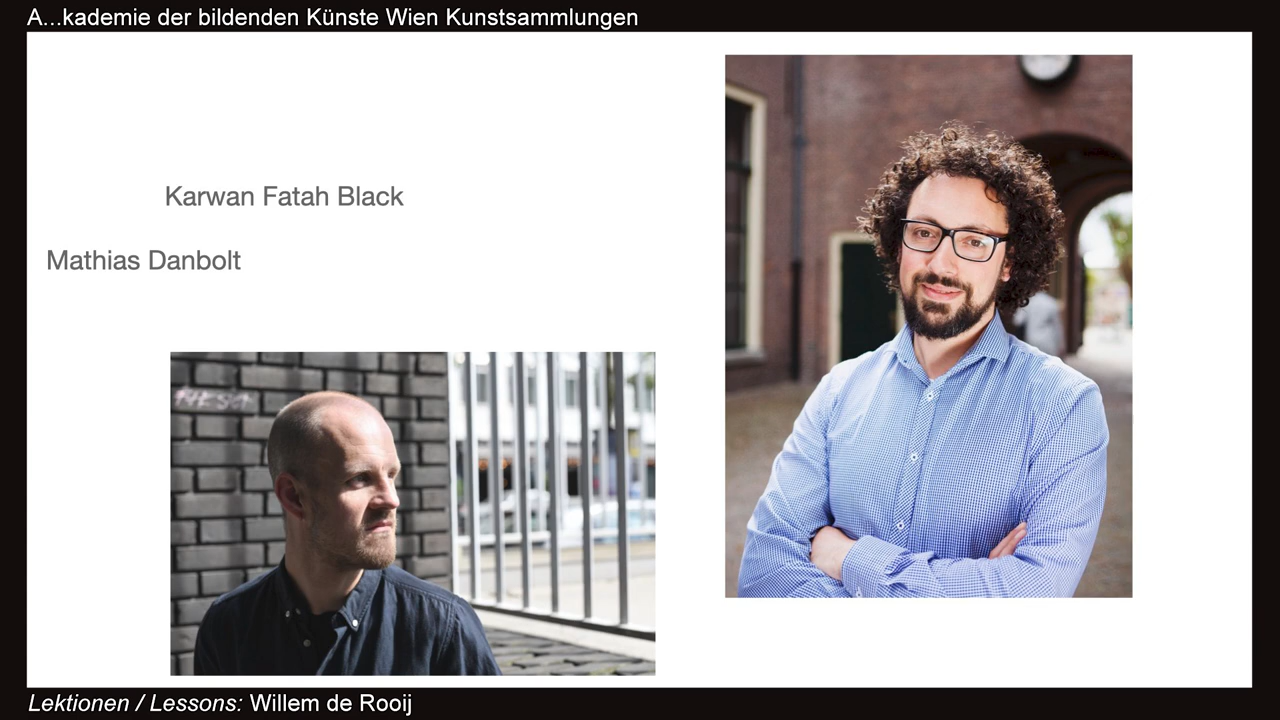 A...kademie der bildenden Künste Wien Kunstsammlungen
Karwan Fatah Black
Mathias Danbolt
Lektionen / Lessons: Willem de Rooij